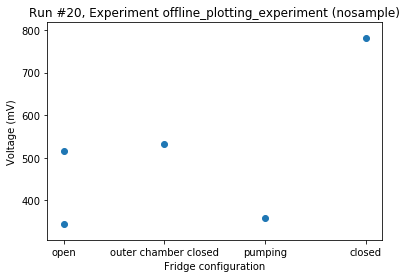 Run #20, Experiment offline_plotting_experiment (nosample)
800
700
600
500
400
Voltage (mV)
open
outer chamber closed
pumping
closed
Fridge configuration